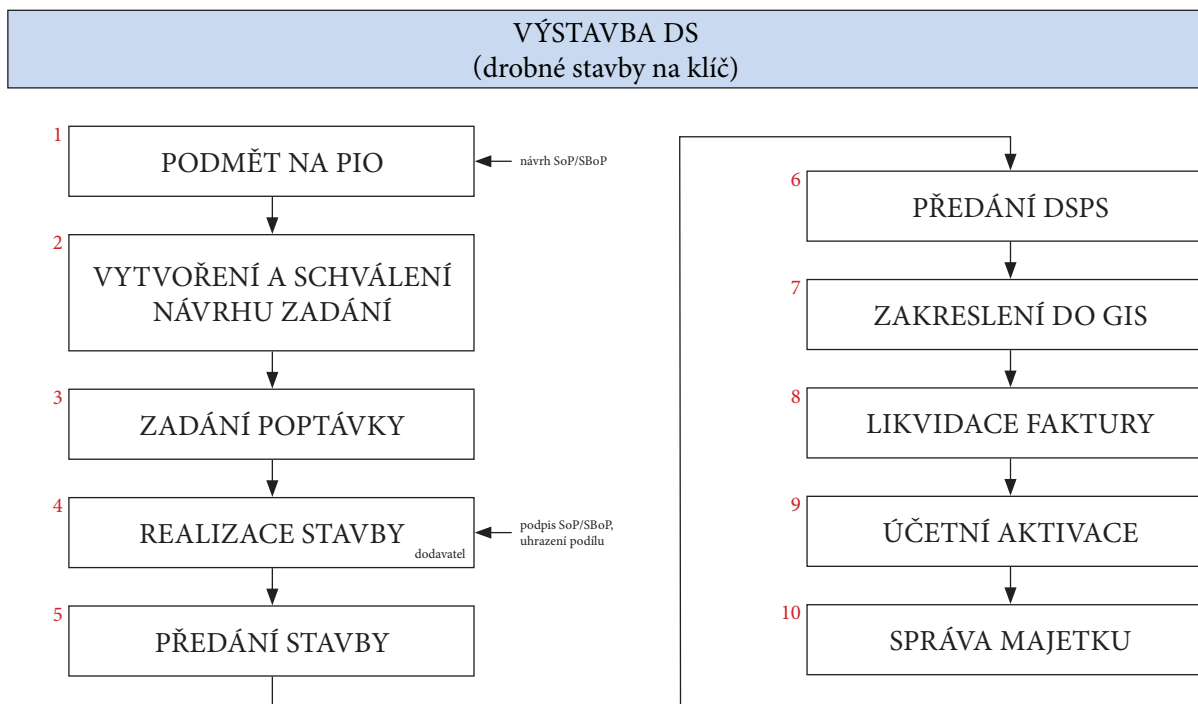 VÝSTAVBA DS
(drobné stavby na klíč)
1
PODMĚT NA PIO
návrh SoP/SBoP
2
VYTVOŘENÍ A SCHVÁLENÍ
NÁVRHU ZADÁNÍ
3
ZADÁNÍ POPTÁVKY
4
REALIZACE STAVBY
dodavatel
podpis SoP/SBoP,
uhrazení podílu
5
PŘEDÁNÍ STAVBY
6
PŘEDÁNÍ DSPS
7
ZAKRESLENÍ DO GIS
8
LIKVIDACE FAKTURY
9
ÚČETNÍ AKTIVACE
10
SPRÁVA MAJETKU